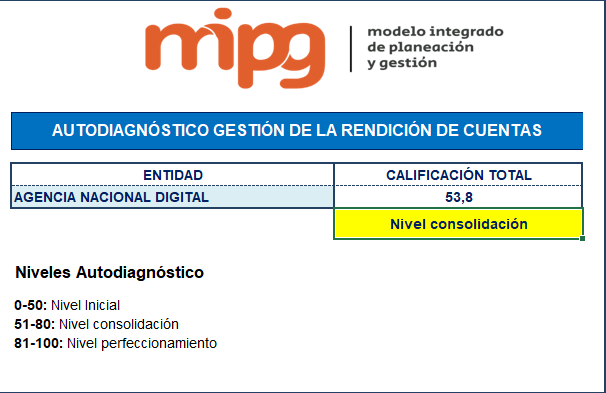 mipg
modelo integrado
de planeación
y gestión
AUTODIAGNÓSTICO GESTIÓN DE LA RENDICIÓN DE CUENTAS
ENTIDAD CALIFICACIÓN TOTAL
AGENCIA NACIONAL DIGITAL 53,8
Nivel consolidación
Niveles Autodiagnóstico
0-50: Nivel Inicial
51-80: Nivel consolidación
81-100: Nivel perfeccionamiento